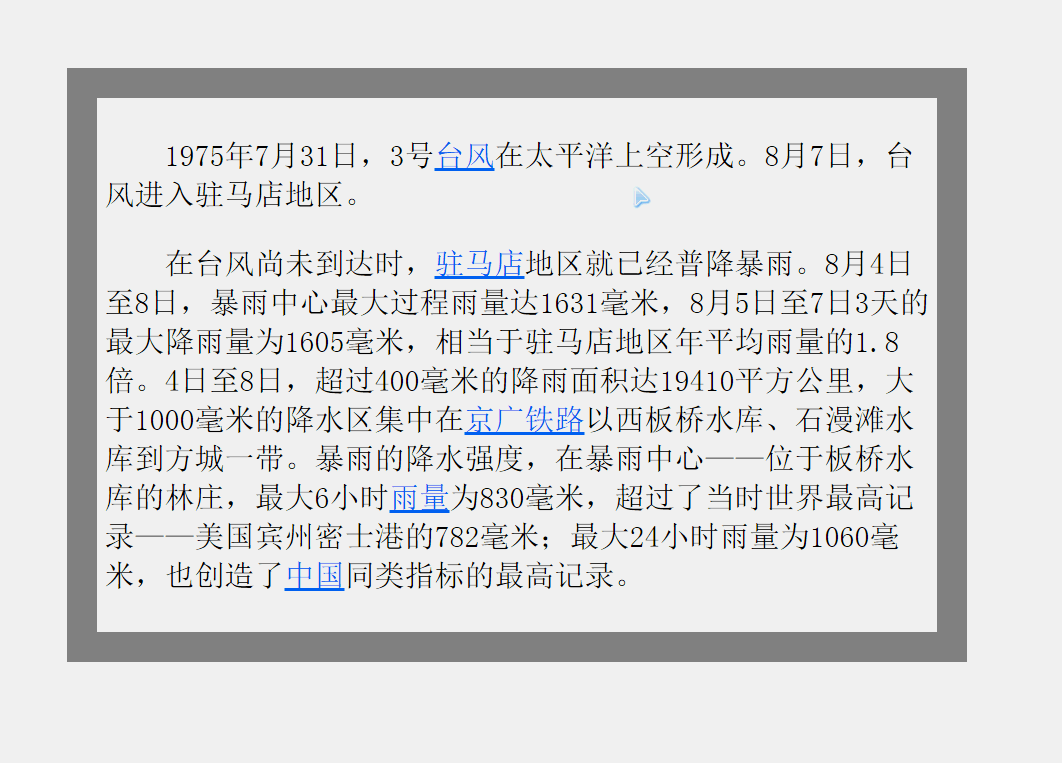 1975年7月31日，3号台风在太平洋上空形成。8月7日，台
风进入驻马店地区。
在台风尚未到达时，驻马店地区就已经普降暴雨。8月4日
至8日，暴雨中心最大过程雨量达1631毫米，8月5日至7日3天的
最大降雨量为1605毫米，相当于驻马店地区年平均雨量的1.8
倍。4日至8日，超过400毫米的降雨面积达19410平方公里，大
于1000毫米的降水区集中在京广铁路以西板桥水库、石漫滩水
库到方城一带。暴雨的降水强度，在暴雨中心——位于板桥水
库的林庄，最大6小时雨量为830毫米，超过了当时世界最高记
录——美国宾州密士港的782毫米；最大24小时雨量为1060毫
米，也创造了中国同类指标的最高记录。